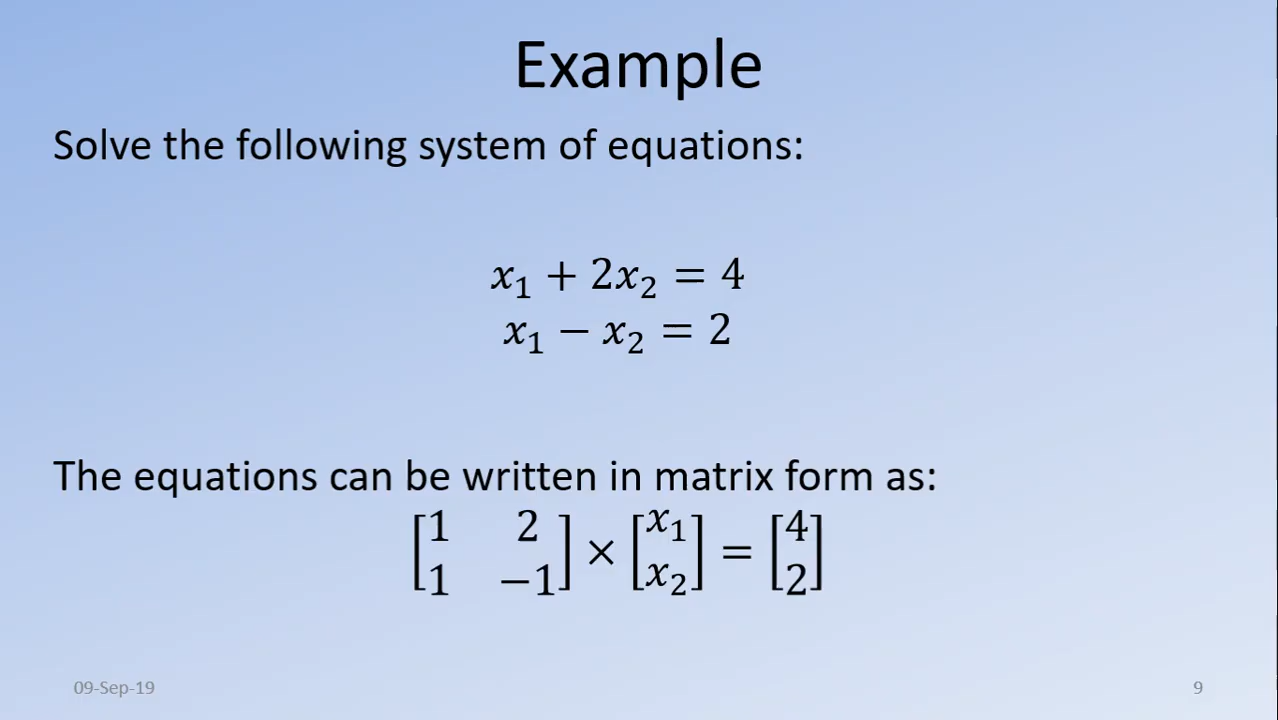 Example
Solve the following system of equations:
x₁ + 2x₂ = 4
x₁ − x₂ = 2
The equations can be written in matrix form as:
[1 2; 1 −1] × [x₁; x₂] = [4; 2]
09-Sep-19 9